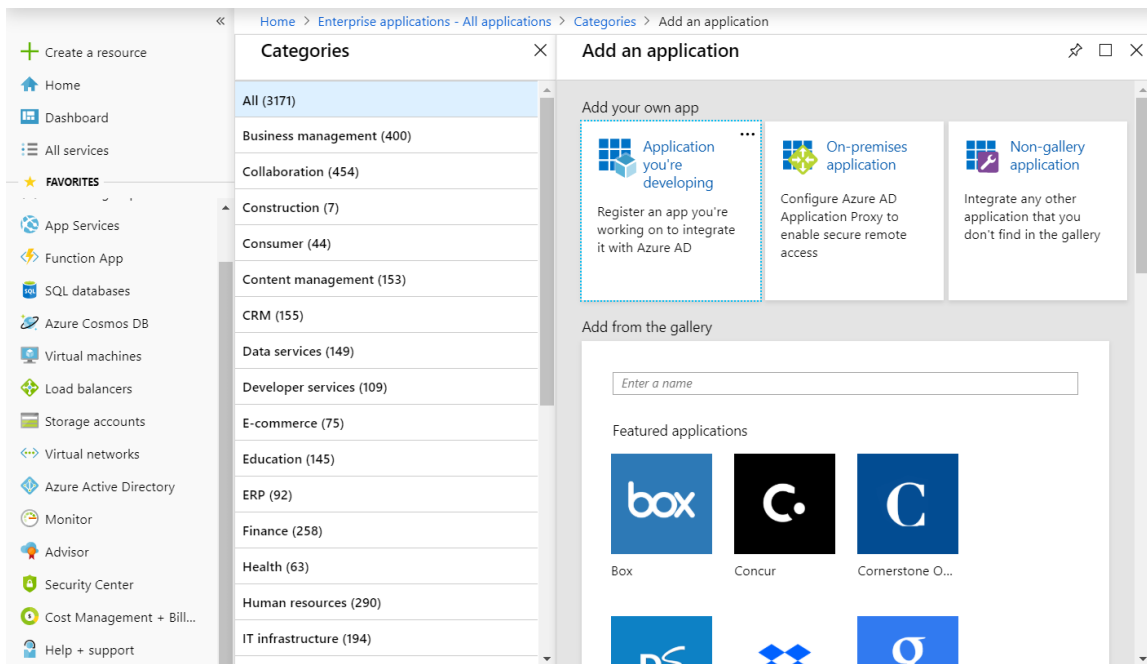 «
Home > Enterprise applications - All applications > Categories > Add an application
Create a resource
Home
Dashboard
All services
FAVORITES
App Services
Function App
SQL databases
Azure Cosmos DB
Virtual machines
Load balancers
Storage accounts
Virtual networks
Azure Active Directory
Monitor
Advisor
Security Center
Cost Management + Bill...
Help + support
Categories
All (3171)
Business management (400)
Collaboration (454)
Construction (7)
Consumer (44)
Content management (153)
CRM (155)
Data services (149)
Developer services (109)
E-commerce (75)
Education (145)
ERP (92)
Finance (258)
Health (63)
Human resources (290)
IT infrastructure (194)
Add an application
Add your own app
...
Application
you're
developing
Register an app you're
working on to integrate
it with Azure AD
On-premises
application
Configure Azure AD
Application Proxy to
enable secure remote
access
Non-gallery
application
Integrate any other
application that you
don't find in the gallery
Add from the gallery
Enter a name
Featured applications
box
C.
C
Box
Concur
Cornerstone O...
g